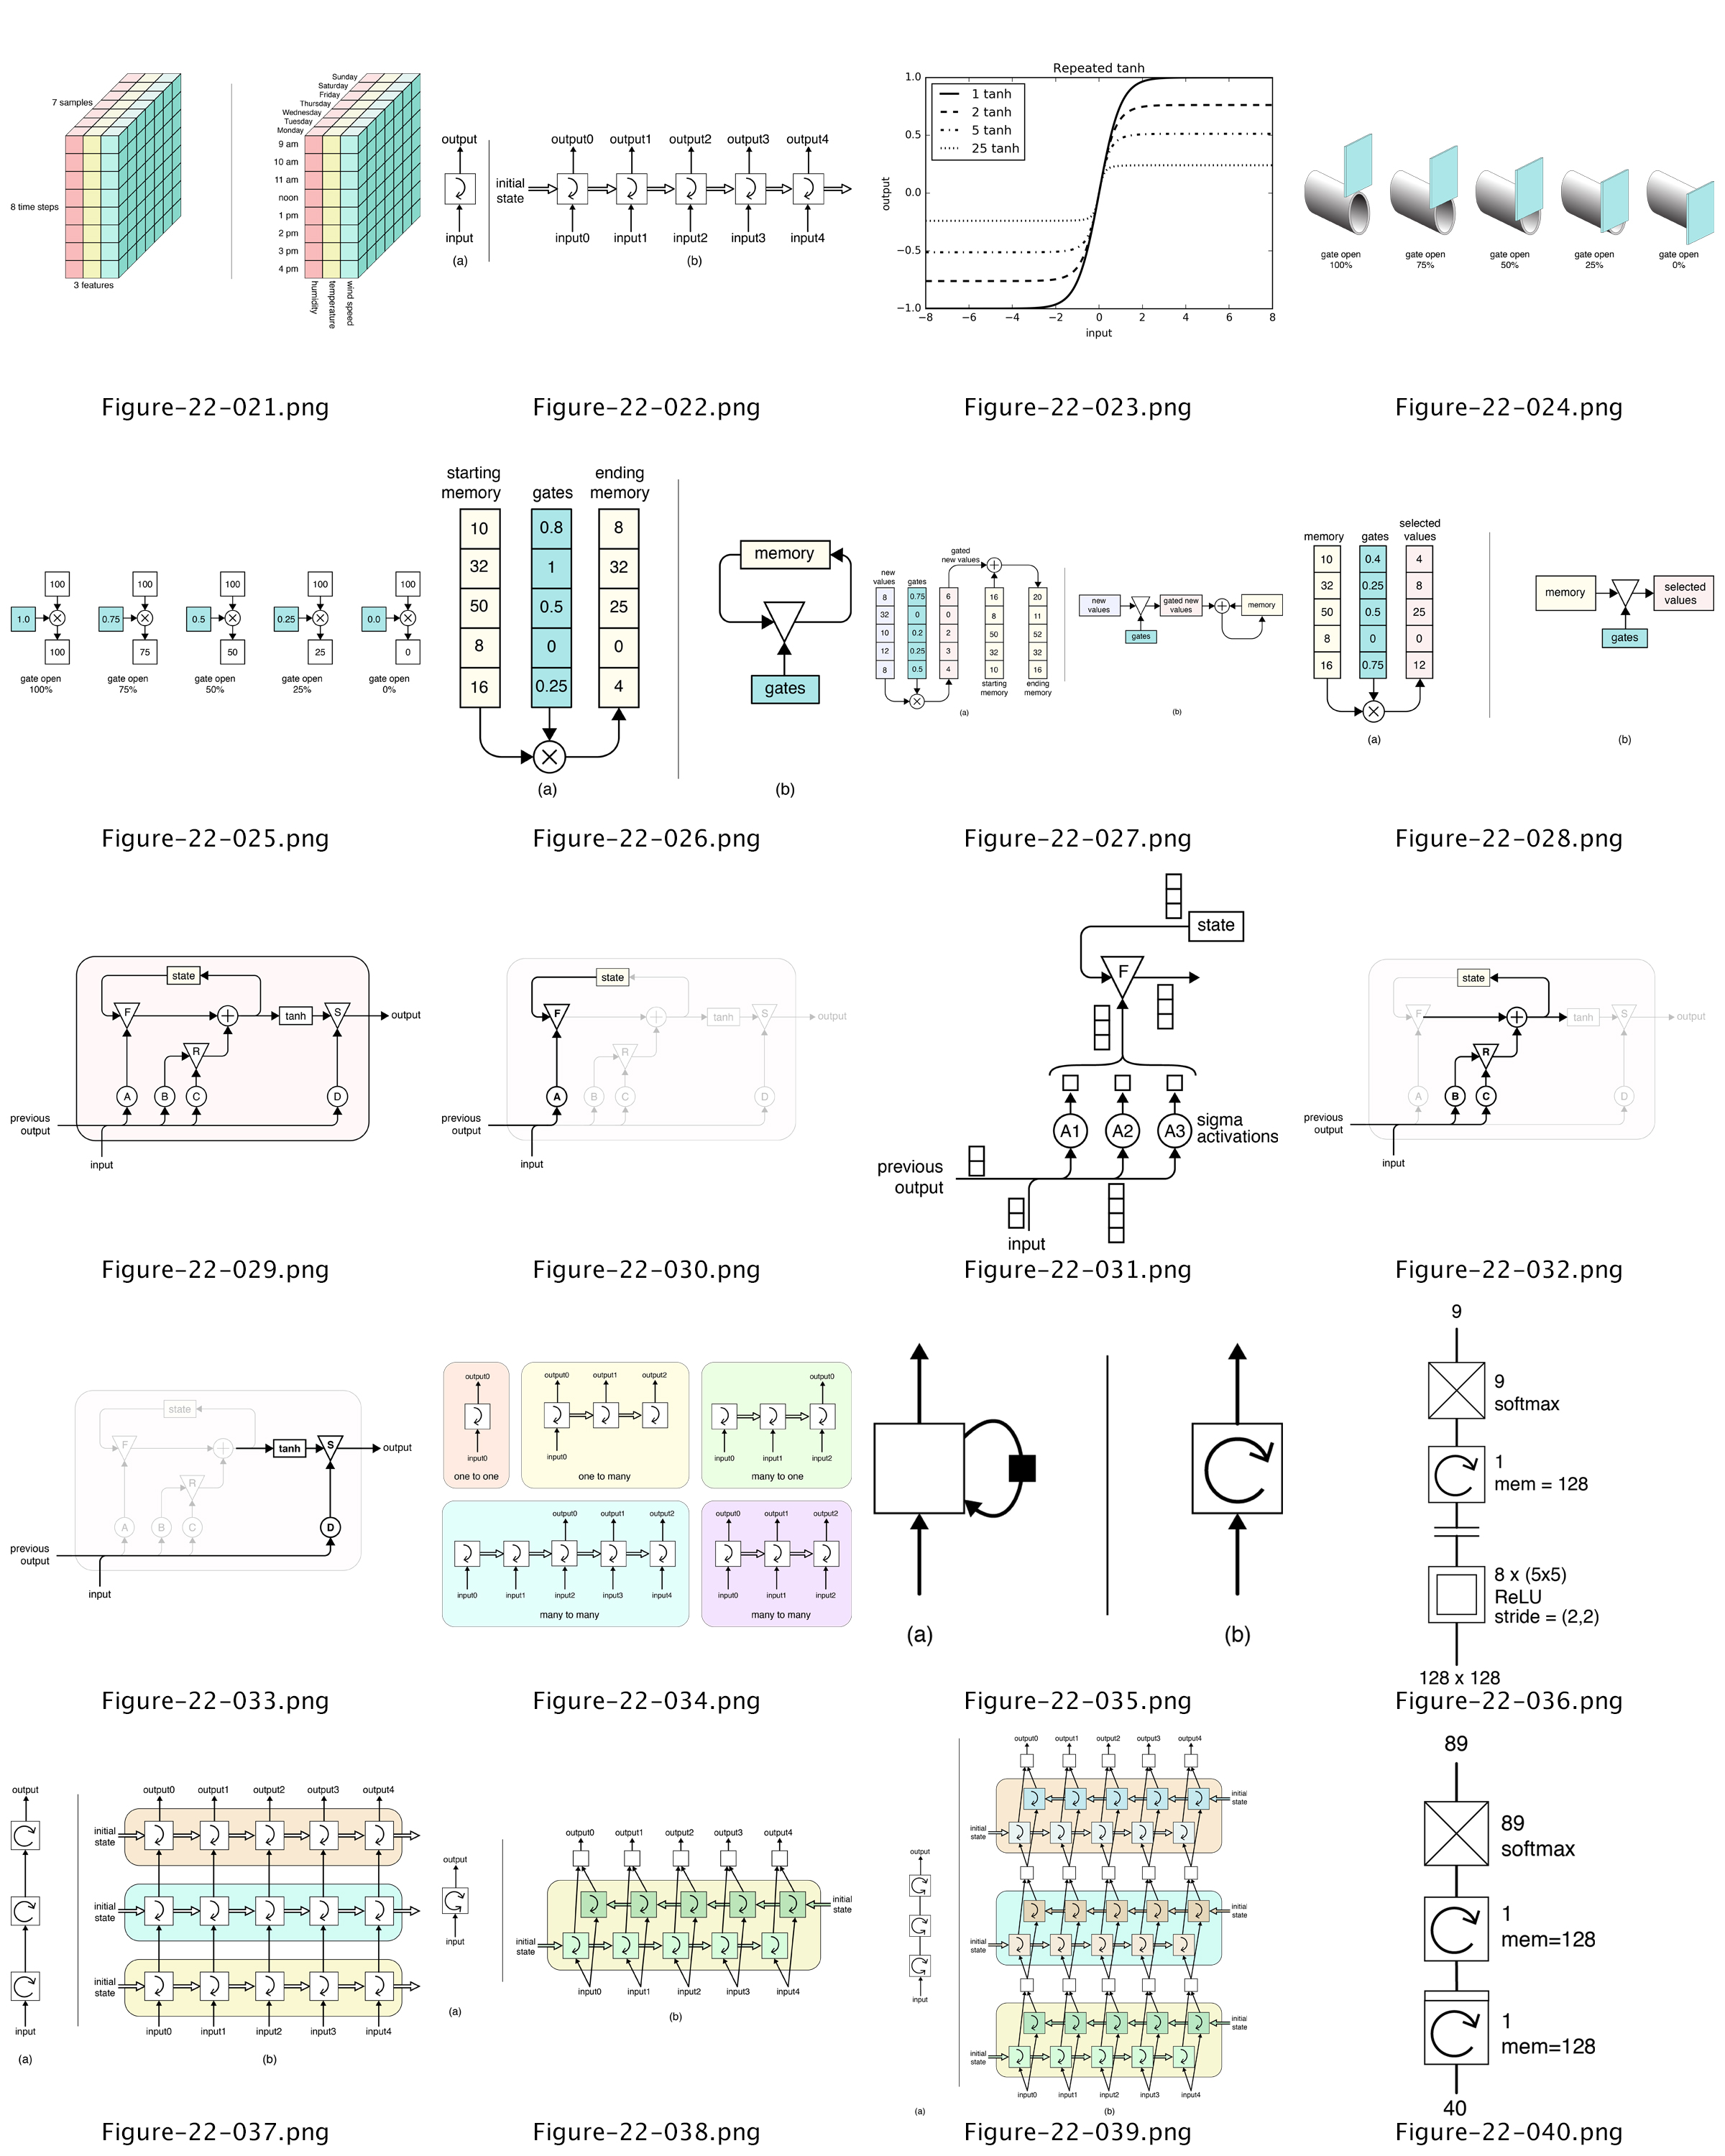 7 samples
8 time steps
3 features
Sunday
Saturday
Friday
Thursday
Wednesday
Tuesday
Monday
9 am
10 am
11 am
noon
1 pm
2 pm
3 pm
4 pm
humidity
temperature
wind speed
Figure-22-021.png
output
input
(a)
output0 output1 output2 output3 output4
initial
state
input0 input1 input2 input3 input4
(b)
Figure-22-022.png
Repeated tanh
1 tanh
2 tanh
5 tanh
25 tanh
output
1.0
0.5
0.0
−0.5
−1.0
−8 −6 −4 −2 0 2 4 6 8
input
Figure-22-023.png
gate open
100%
gate open
75%
gate open
50%
gate open
25%
gate open
0%
Figure-22-024.png
100 100 100 100 100
1.0 0.75 0.5 0.25 0.0
100 75 50 25 0
gate open
100%
gate open
75%
gate open
50%
gate open
25%
gate open
0%
Figure-22-025.png
starting
memory
gates
ending
memory
10 0.8 8
32 1 32
50 0.5 25
8 0 0
16 0.25 4
(a)
memory
gates
(b)
Figure-22-026.png
new
values
gates
gated
new values
8 0.75 6 16 20
32 0 0 8 11
10 0.2 2 50 52
12 0.25 3 32 32
8 0.5 4 10 16
starting
memory
ending
memory
(a)
new
values
gated new
values
memory
gates
(b)
Figure-22-027.png
memory
gates
selected
values
10 0.4 4
32 0.25 8
50 0.5 25
8 0 0
16 0.75 12
(a)
memory
selected
values
gates
(b)
Figure-22-028.png
state
F
tanh
S
output
R
A B C D
previous
output
input
Figure-22-029.png
state
F
tanh
S
output
R
A B C D
previous
output
input
Figure-22-030.png
state
F
A1 A2 A3
sigma
activations
previous
output
input
Figure-22-031.png
state
F
tanh
S
output
R
A B C D
previous
output
input
Figure-22-032.png
state
F
tanh
S
output
R
A B C D
previous
output
input
Figure-22-033.png
output0
input0
one to one
output0 output1 output2
input0
one to many
output0
input0 input1 input2
many to one
output0 output1 output2
input0 input1 input2 input3 input4
many to many
output0 output1 output2
input0 input1 input2
many to many
Figure-22-034.png
(a)
(b)
Figure-22-035.png
9
9
softmax
1
mem = 128
8 x (5x5)
ReLU
stride = (2,2)
128 x 128
Figure-22-036.png
output
input
(a)
output0 output1 output2 output3 output4
initial
state
initial
state
initial
state
input0 input1 input2 input3 input4
(b)
Figure-22-037.png
output
input
(a)
output0 output1 output2 output3 output4
initial
state
initial
state
input0 input1 input2 input3 input4
(b)
Figure-22-038.png
output
input
(a)
output0 output1 output2 output3 output4
initial
state
initial
state
initial
state
initial
state
initial
state
initial
state
input0 input1 input2 input3 input4
(b)
Figure-22-039.png
89
89
softmax
1
mem=128
1
mem=128
40
Figure-22-040.png